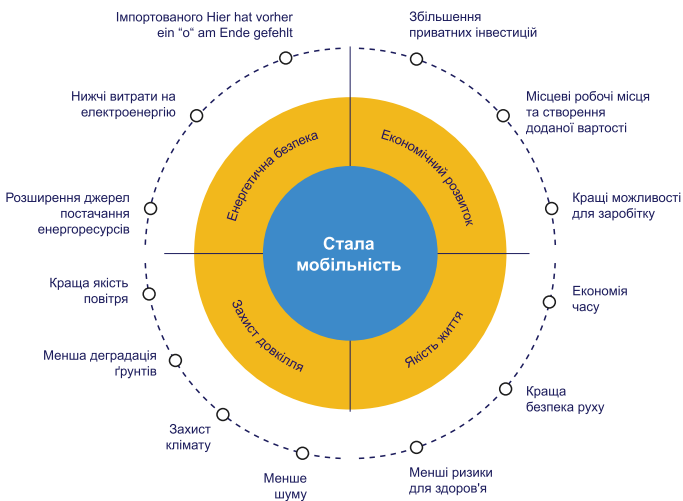 Імпортованого Hier hat vorher
ein “o“ am Ende gefehlt
Збільшення
приватних інвестицій
Нижчі витрати на
електроенергію
Місцеві робочі місця
та створення
доданої вартості
Розширення джерел
постачання
енергоресурсів
Кращі можливості
для заробітку
Енергетична безпека
Економічний розвиток
Стала
мобільність
Захист довкілля
Якість життя
Краща якість
повітря
Економія
часу
Менша деградація
ґрунтів
Краща
безпека руху
Захист
клімату
Менше
шуму
Менші ризики
для здоров'я